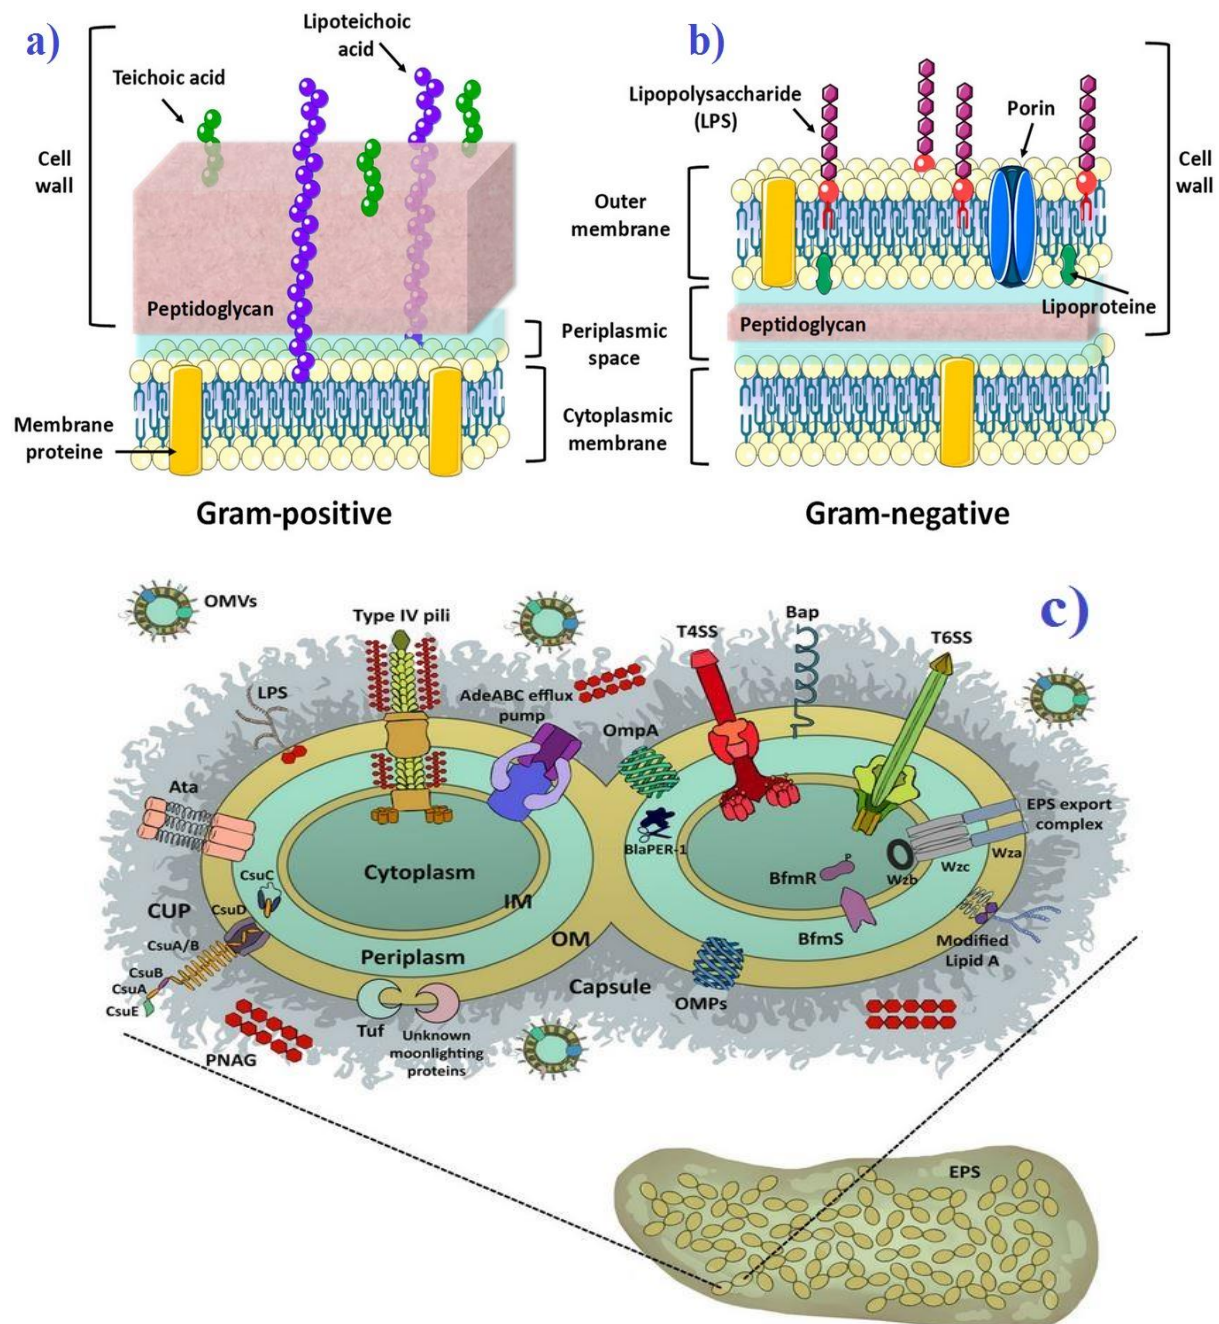 a)
Lipoteichoic
acid
Teichoic acid
Cell
wall
Peptidoglycan
Membrane
proteine
Gram-positive
b)
Lipopolysaccharide
(LPS)
Porin
Cell
wall
Outer
membrane
Lipoproteine
Peptidoglycan
Periplasmic
space
Cytoplasmic
membrane
Gram-negative
c)
OMVs
Type IV pili
LPS
AdeABC efflux
pump
T4SS
Bap
T6SS
OmpA
Ata
BlaPER-1
EPS export
complex
Wza
Wzc
Wzb
Cytoplasm
BfmR
P
BfmS
CsuC
IM
CUP
CsuD
OM
CsuA/B
Periplasm
Modified
Lipid A
CsuB
CsuA
CsuE
Capsule
OMPs
Tuf
Unknown
moonlighting
proteins
PNAG
EPS